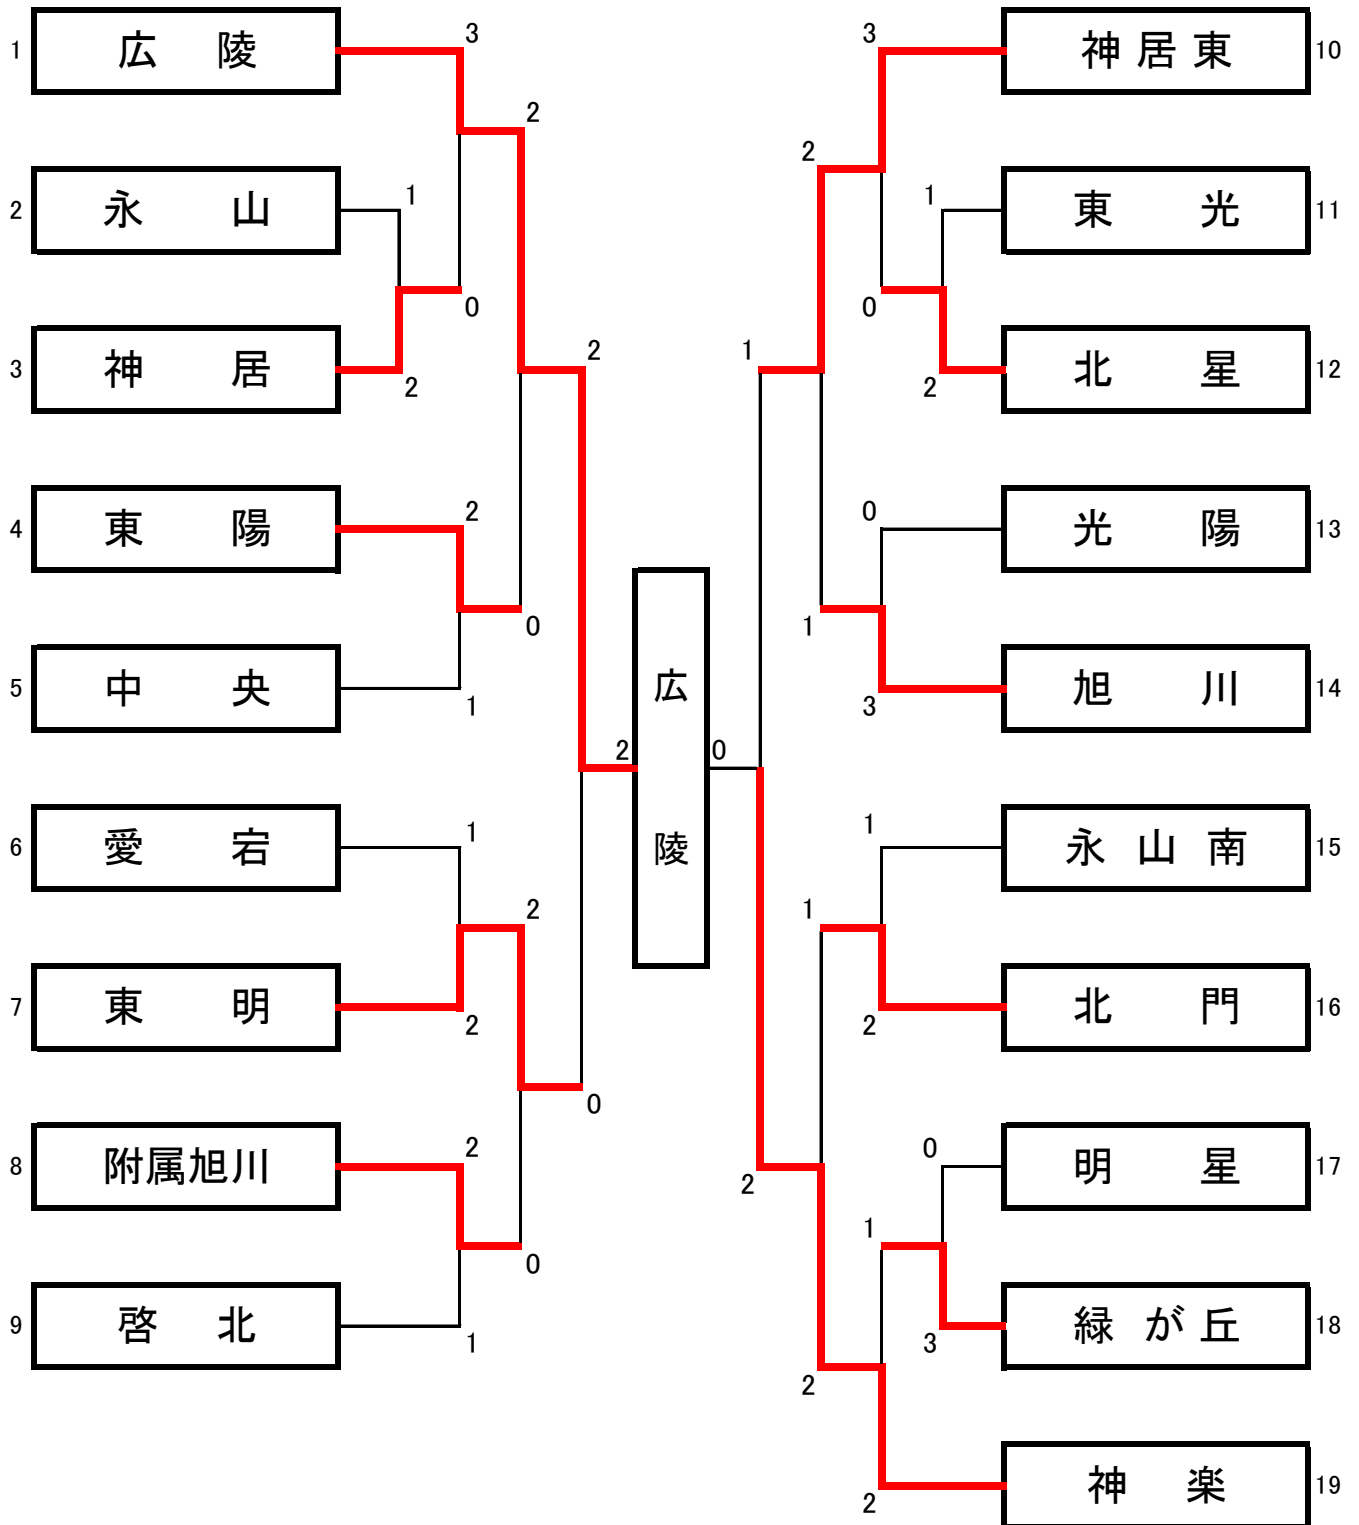 1 広陵 3
2
永山 1
2
0
神居 2
3
2
東陽 2
4
0
中央 1
5
愛宕 1
6
2
東明 2
7
0
附属旭川 2
8
0
啓北 1
9
2 広陵 0
3 神居東 10
2
1 東光 11
0
2 北星 12
1
0 光陽 13
1
3 旭川 14
1 永山南 15
1
2 北門 16
2
0 明星 17
1
3 緑が丘 18
2
2 神楽 19